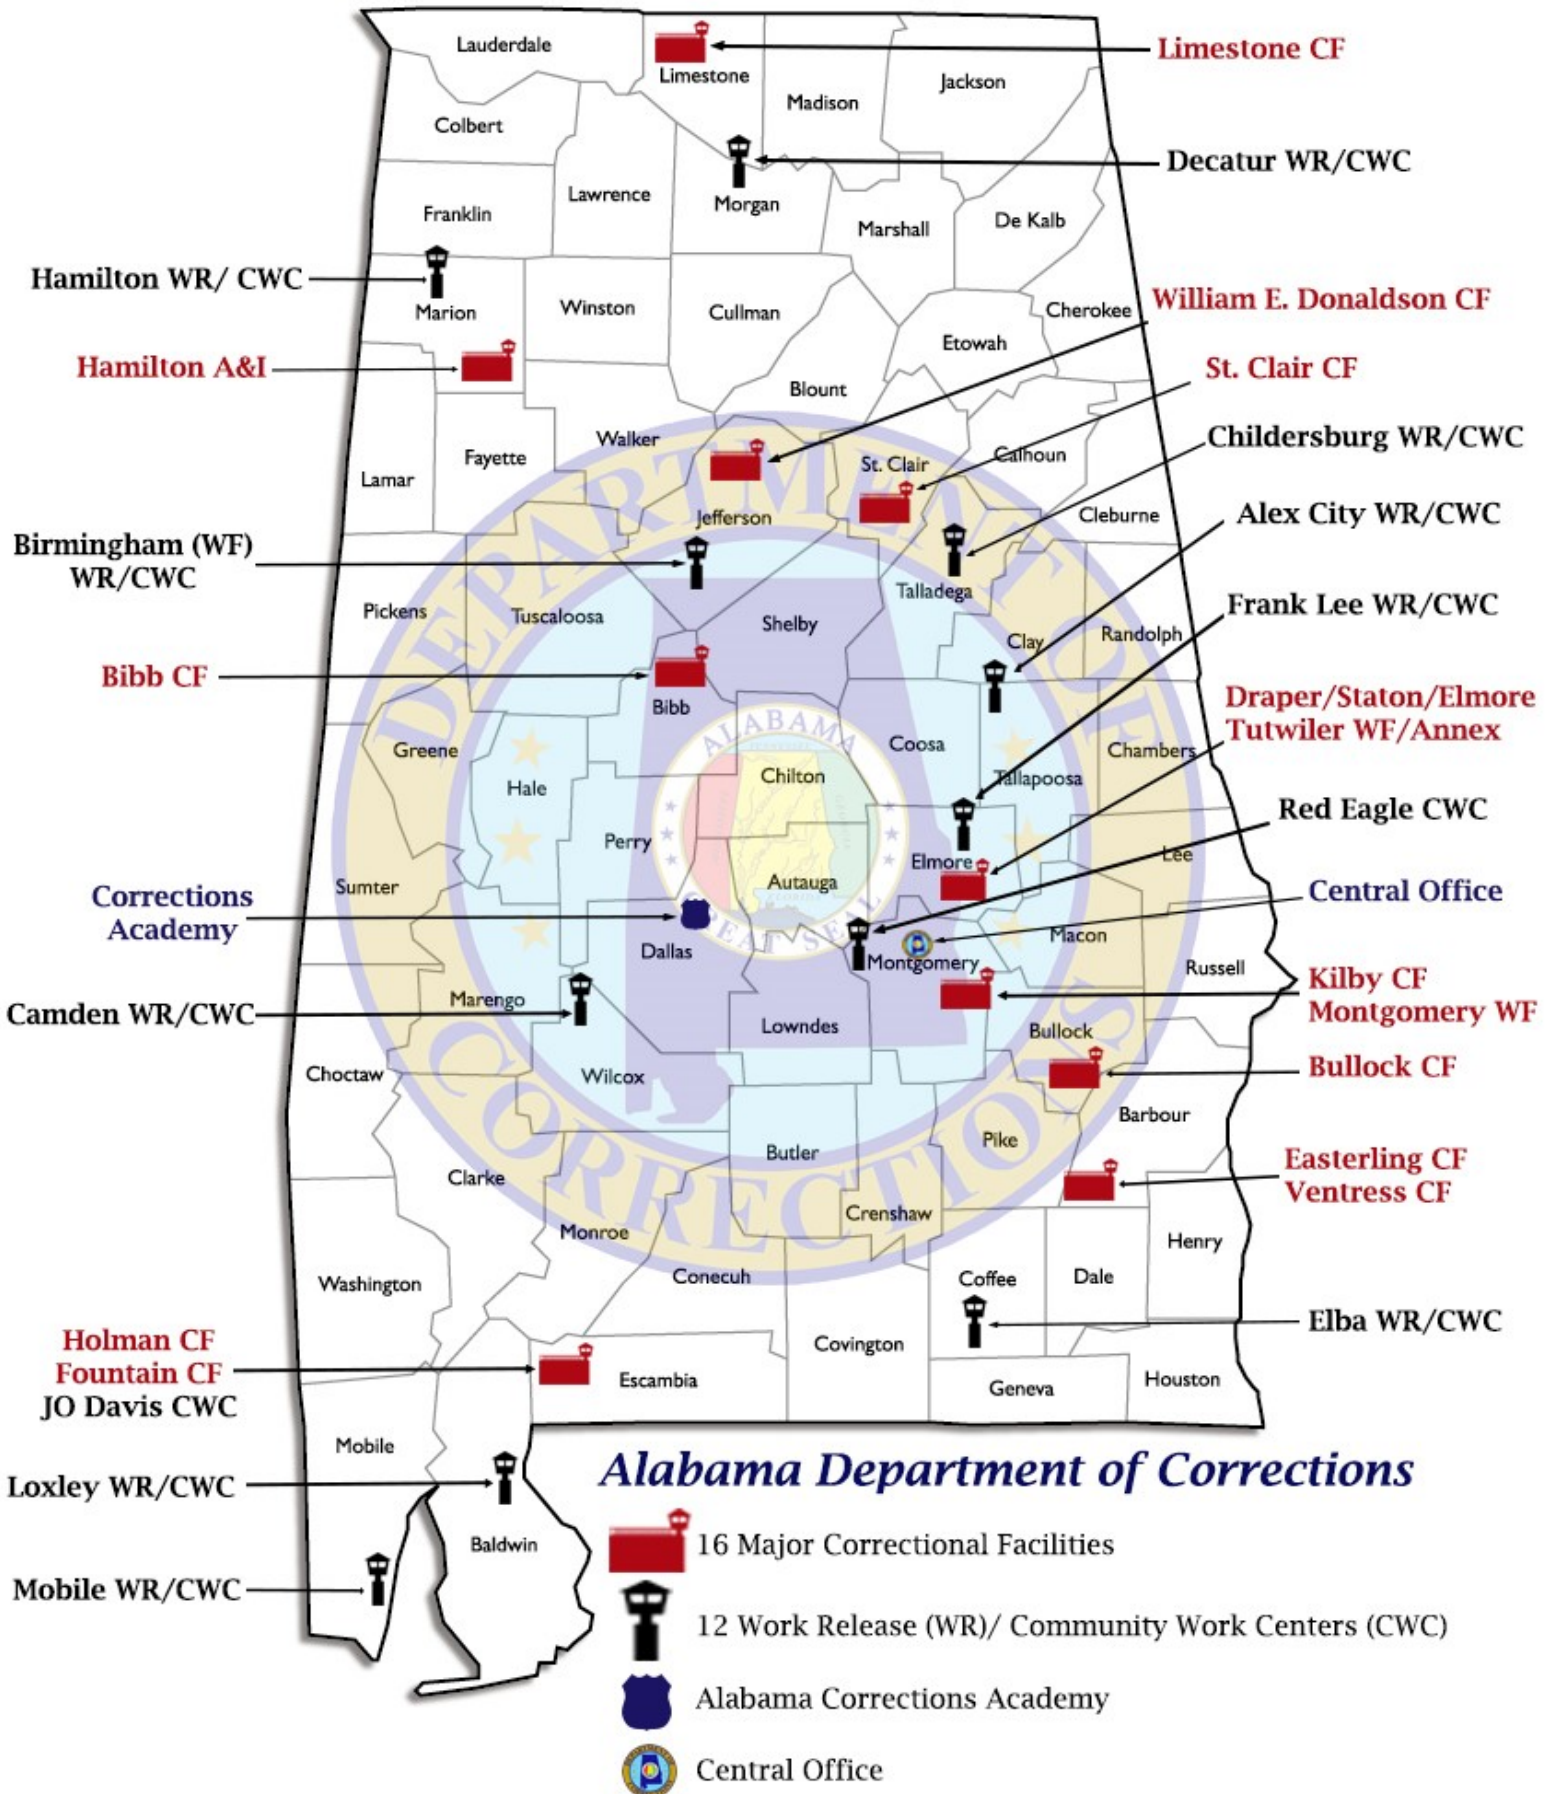 Lauderdale
Limestone
Limestone CF
Madison
Jackson
Colbert
Decatur WR/CWC
Lawrence
Morgan
Franklin
Marshall
De Kalb
Hamilton WR/ CWC
Marion
Winston
Cullman
Cherokee
William E. Donaldson CF
Etowah
Hamilton A&I
St. Clair CF
Blount
Walker
Childersburg WR/CWC
Fayette
St. Clair
Calhoun
Lamar
Jefferson
Cleburne
Alex City WR/CWC
Birmingham (WF)
WR/CWC
Talladega
Frank Lee WR/CWC
Pickens
Tuscaloosa
Shelby
Clay
Randolph
Bibb CF
Bibb
Draper/Staton/Elmore
Tutwiler WF/Annex
Greene
Coosa
Chambers
Hale
Chilton
Tallapoosa
Red Eagle CWC
Perry
Elmore
Lee
Sumter
Autauga
Central Office
Corrections
Academy
Dallas
Montgomery
Macon
Russell
Kilby CF
Montgomery WF
Marengo
Camden WR/CWC
Lowndes
Bullock
Bullock CF
Choctaw
Wilcox
Barbour
Pike
Butler
Easterling CF
Ventress CF
Clarke
Crenshaw
Monroe
Henry
Washington
Conecuh
Coffee
Dale
Elba WR/CWC
Holman CF
Fountain CF
JO Davis CWC
Escambia
Covington
Geneva
Houston
Mobile
Loxley WR/CWC
Baldwin
Mobile WR/CWC
DEPARTMENT OF
CORRECTIONS
ALABAMA
GREAT SEAL
Alabama Department of Corrections
16 Major Correctional Facilities
12 Work Release (WR)/ Community Work Centers (CWC)
Alabama Corrections Academy
Central Office